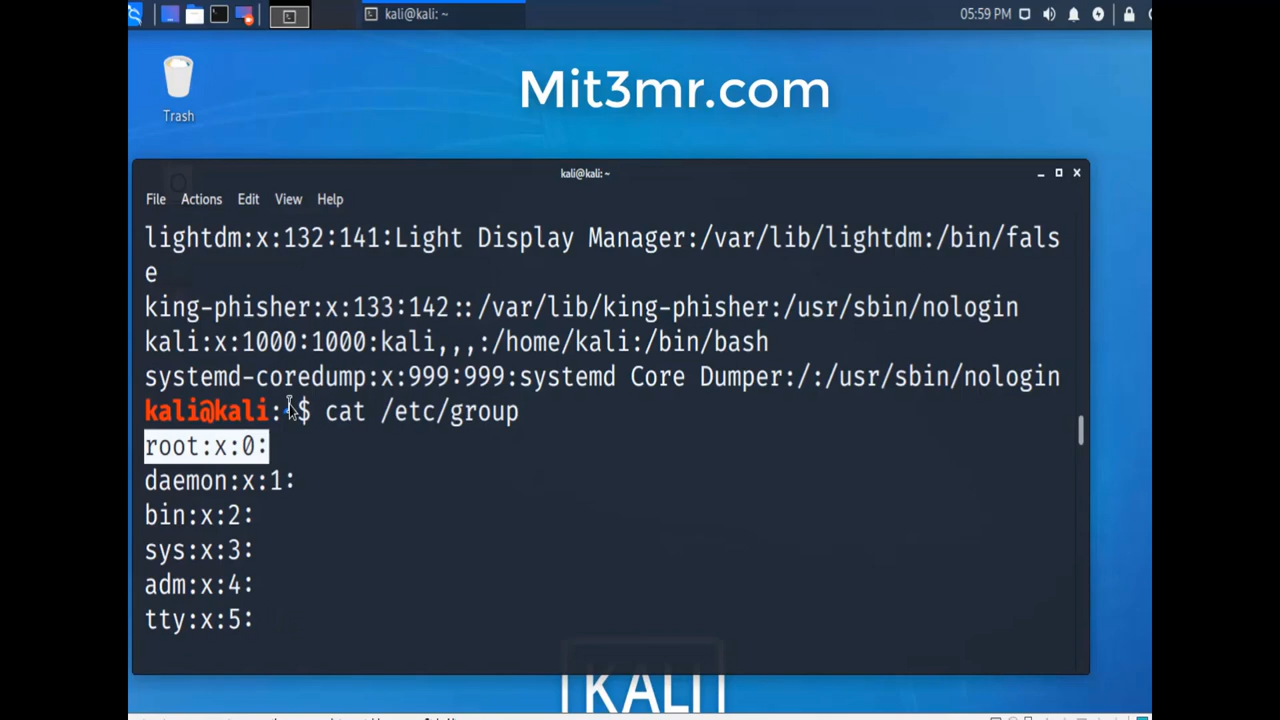 kali@kali: ~
05:59 PM
Mit3mr.com
Trash
kali@kali: ~
File Actions Edit View Help
lightdm:x:132:141:Light Display Manager:/var/lib/lightdm:/bin/fals
e
king-phisher:x:133:142::/var/lib/king-phisher:/usr/sbin/nologin
kali:x:1000:1000:kali,,,:/home/kali:/bin/bash
systemd-coredump:x:999:999:systemd Core Dumper:/:/usr/sbin/nologin
kali@kali:~$ cat /etc/group
root:x:0:
daemon:x:1:
bin:x:2:
sys:x:3:
adm:x:4:
tty:x:5:
KALI